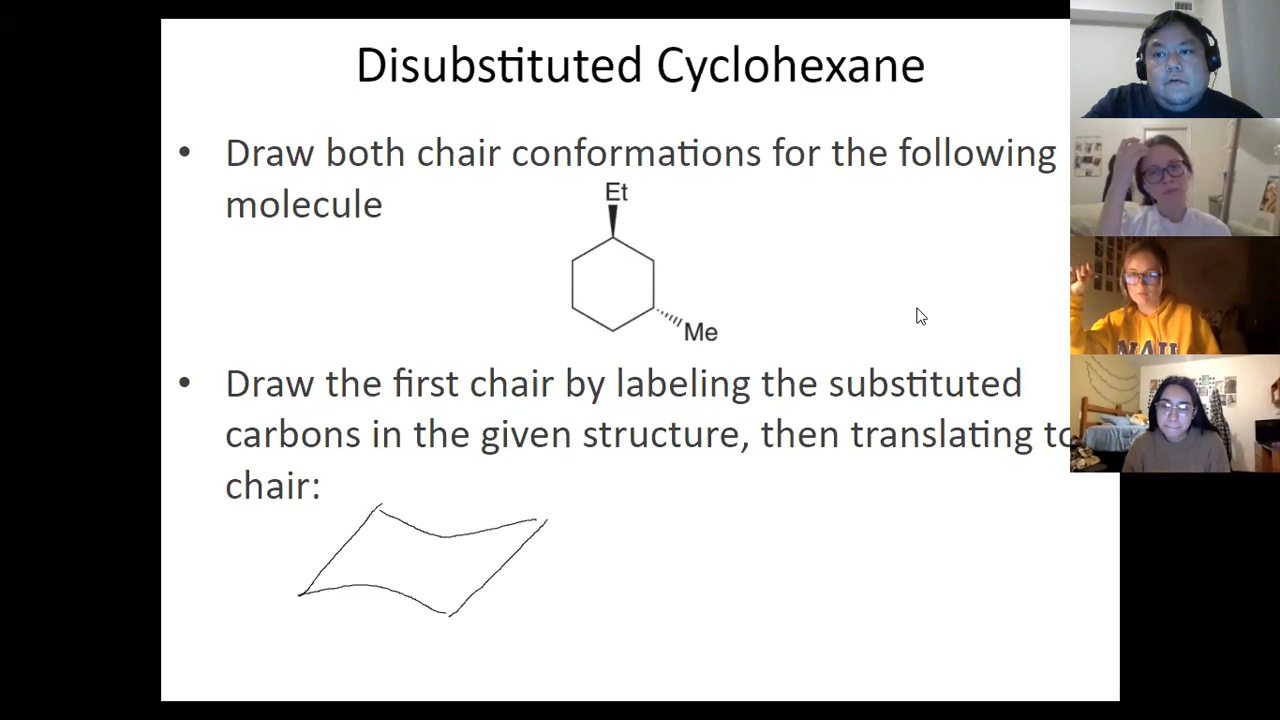 Disubstituted Cyclohexane
• Draw both chair conformations for the following
molecule
Et
Me
• Draw the first chair by labeling the substituted
carbons in the given structure, then translating to
chair: